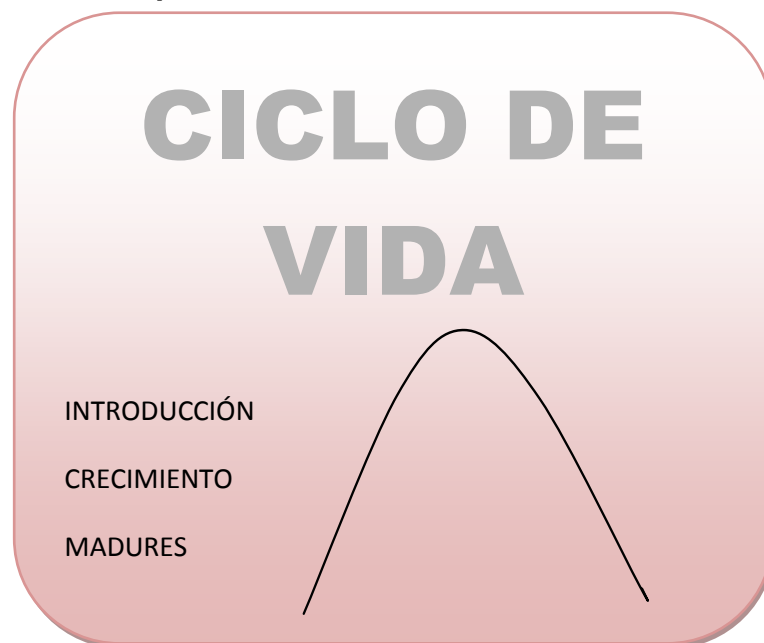 CICLO DE
VIDA
INTRODUCCIÓN
CRECIMIENTO
MADURES